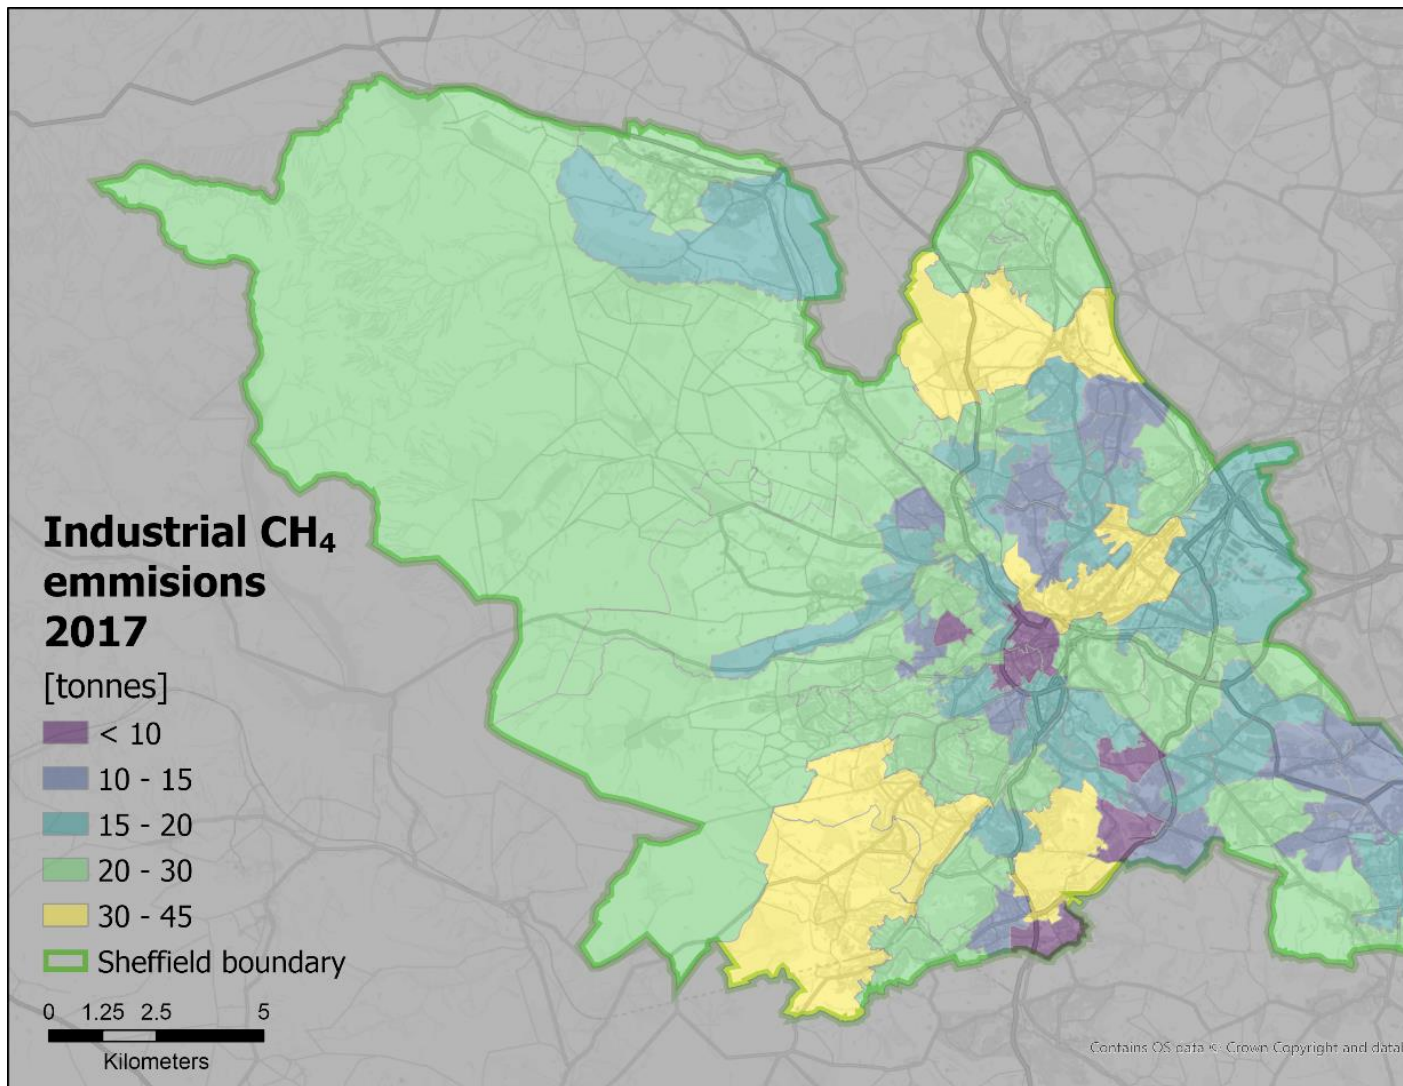 Industrial CH₄
emmisions
2017
[tonnes]
< 10
10 - 15
15 - 20
20 - 30
30 - 45
Sheffield boundary
0 1.25 2.5 5
Kilometers
Contains OS data © Crown Copyright and datab